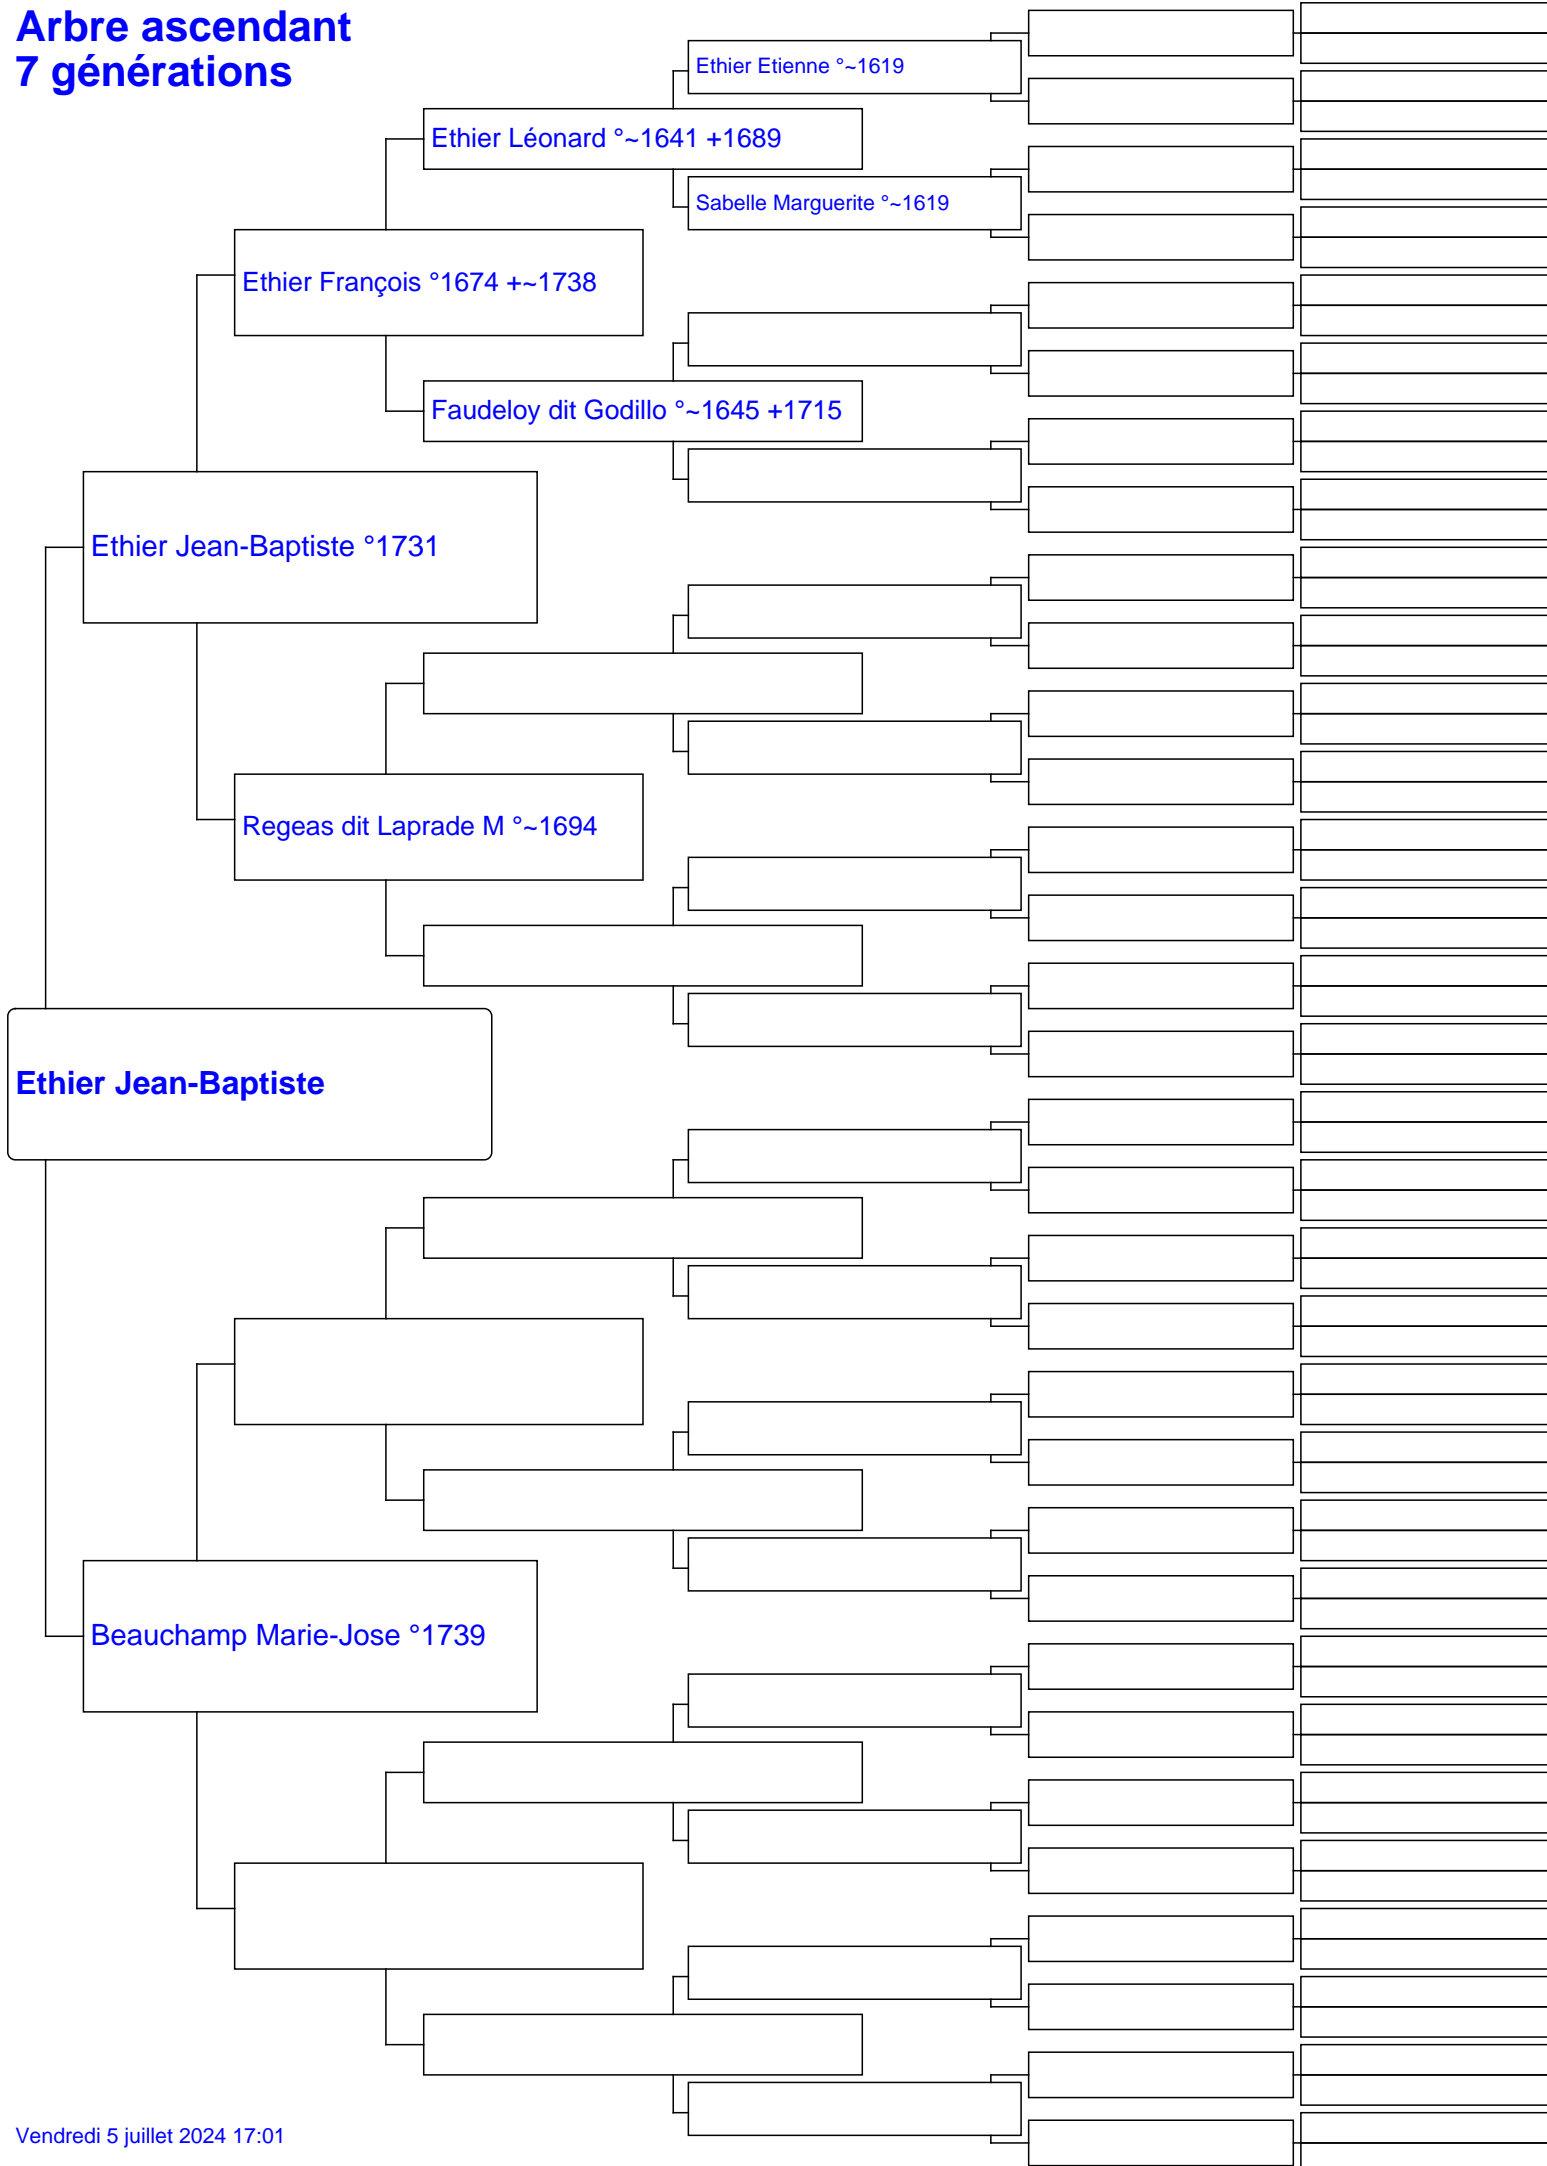 Arbre ascendant
7 générations
Ethier Etienne °~1619
Ethier Léonard °~1641 +1689
Sabelle Marguerite °~1619
Ethier François °1674 +~1738
Faudeloy dit Godillo °~1645 +1715
Ethier Jean-Baptiste °1731
Regeas dit Laprade M °~1694
Ethier Jean-Baptiste
Beauchamp Marie-Jose °1739
Vendredi 5 juillet 2024 17:01